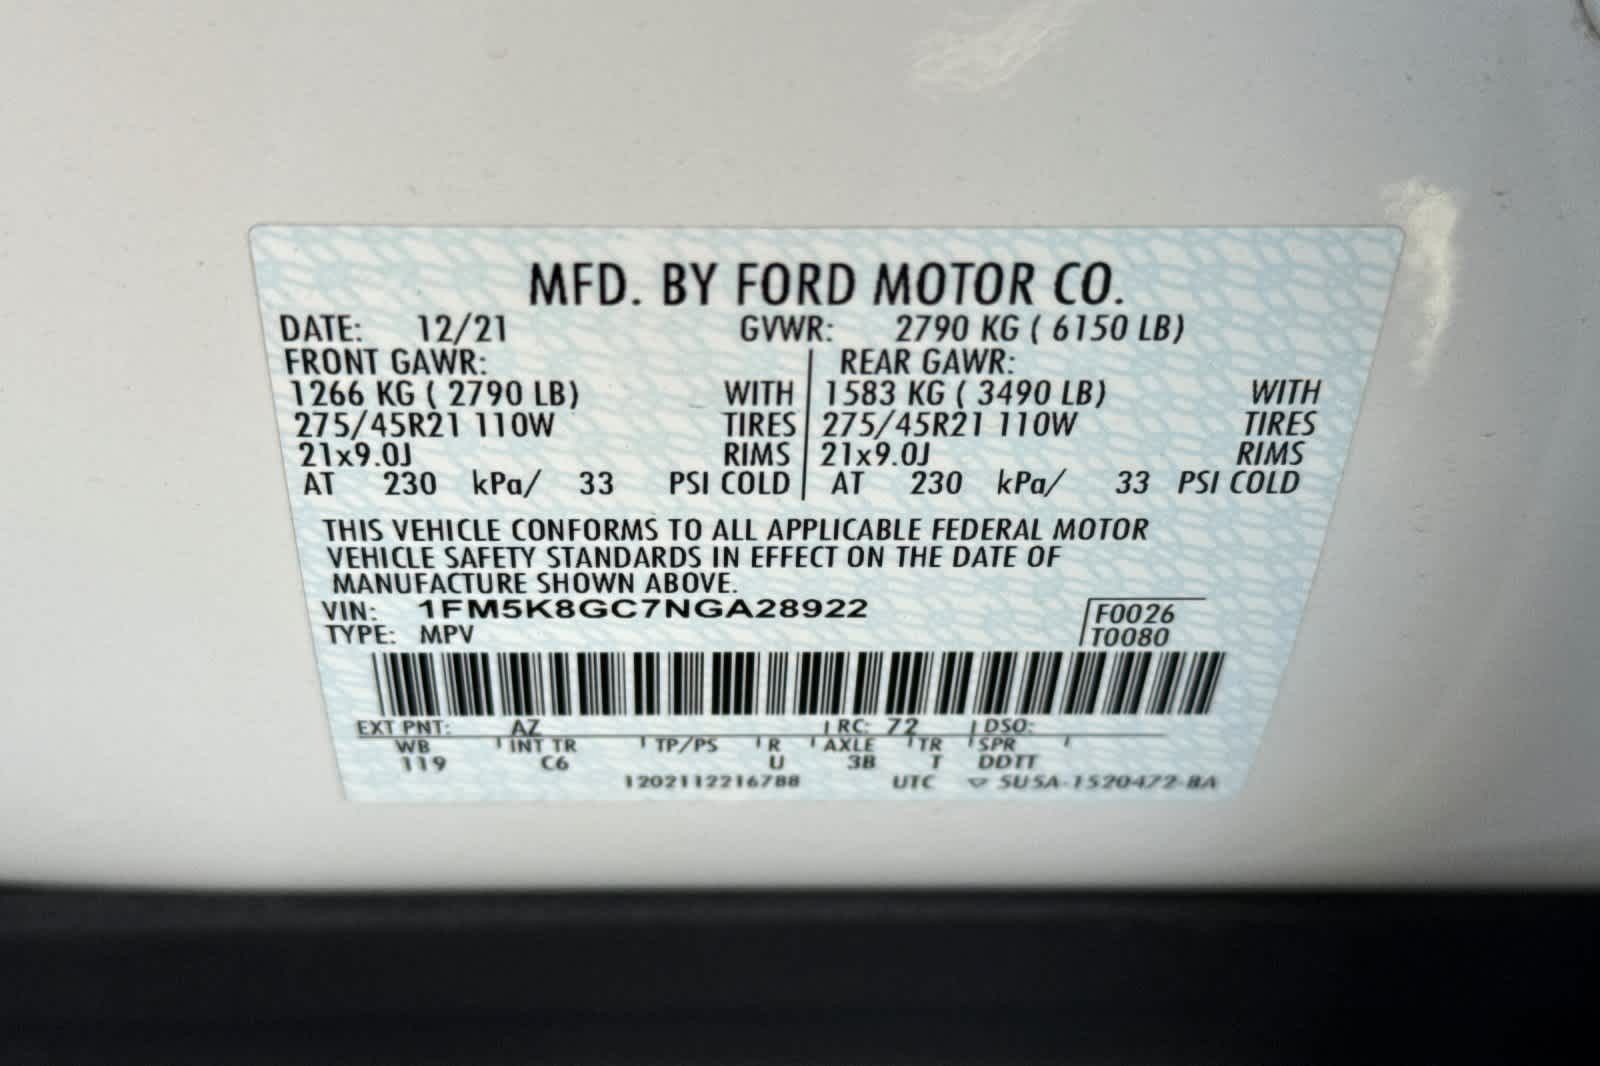 MFD. BY FORD MOTOR CO.
DATE: 12/21 GVWR: 2790 KG ( 6150 LB)
FRONT GAWR: REAR GAWR:
1266 KG ( 2790 LB) WITH 1583 KG ( 3490 LB) WITH
275/45R21 110W TIRES 275/45R21 110W TIRES
21x9.0J RIMS 21x9.0J RIMS
AT 230 kPa/ 33 PSI COLD AT 230 kPa/ 33 PSI COLD
THIS VEHICLE CONFORMS TO ALL APPLICABLE FEDERAL MOTOR
VEHICLE SAFETY STANDARDS IN EFFECT ON THE DATE OF
MANUFACTURE SHOWN ABOVE.
VIN: 1FM5K8GC7NGA28922 F0026
TYPE: MPV T0080
EXT PNT: AZ RC: 72 DSO:
WB INT TR TP/PS R AXLE TR SPR
119 C6 U 3B T DDTT
1202112216788 UTC ▽ 5U5A-1520472-BA